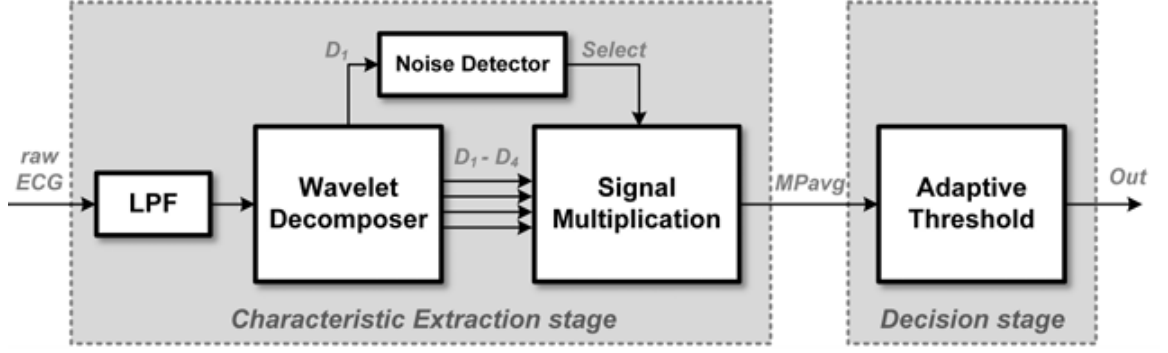 D1
Noise Detector
Select
raw
ECG
LPF
Wavelet
Decomposer
D1 - D4
Signal
Multiplication
MPavg
Adaptive
Threshold
Out
Characteristic Extraction stage
Decision stage